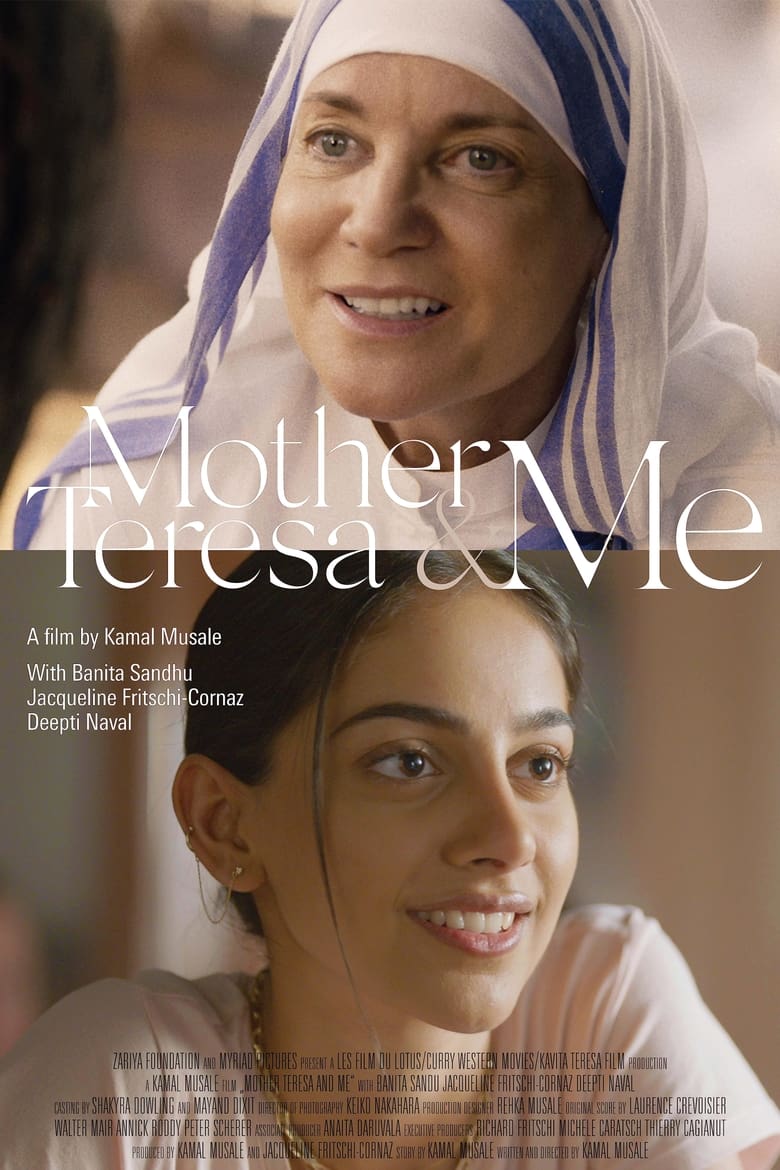 Mother
Teresa & Me
A film by Kamal Musale
With Banita Sandhu
Jacqueline Fritschi-Cornaz
Deepti Naval
ZARIYA FOUNDATION AND MYRIAD PICTURES PRESENT A LES FILM DU LOTUS/CURRY WESTERN MOVIES/KAVITA TERESA FILM PRODUCTION
A KAMAL MUSALE FILM „MOTHER TERESA AND ME“ WITH BANITA SANDU JACQUELINE FRITSCHI-CORNAZ DEEPTI NAVAL
CASTING BY SHAKYRA DOWLING AND MAYAND DIXIT DIRECTOR OF PHOTOGRAPHY KEIKO NAKAHARA PRODUCTION DESIGNER REHKA MUSALE ORIGINAL SCORE BY LAURENCE CREVOISIER
WALTER MAIR ANNICK RODDY PETER SCHERER ASSOCIATE PRODUCER ANAITA DARUVALA EXECUTIVE PRODUCERS RICHARD FRITSCHI MICHELE CARATSCH THIERRY CAGIANUT
PRODUCED BY KAMAL MUSALE AND JACQUELINE FRITSCHI-CORNAZ STORY BY KAMAL MUSALE WRITTEN AND DIRECTED BY KAMAL MUSALE